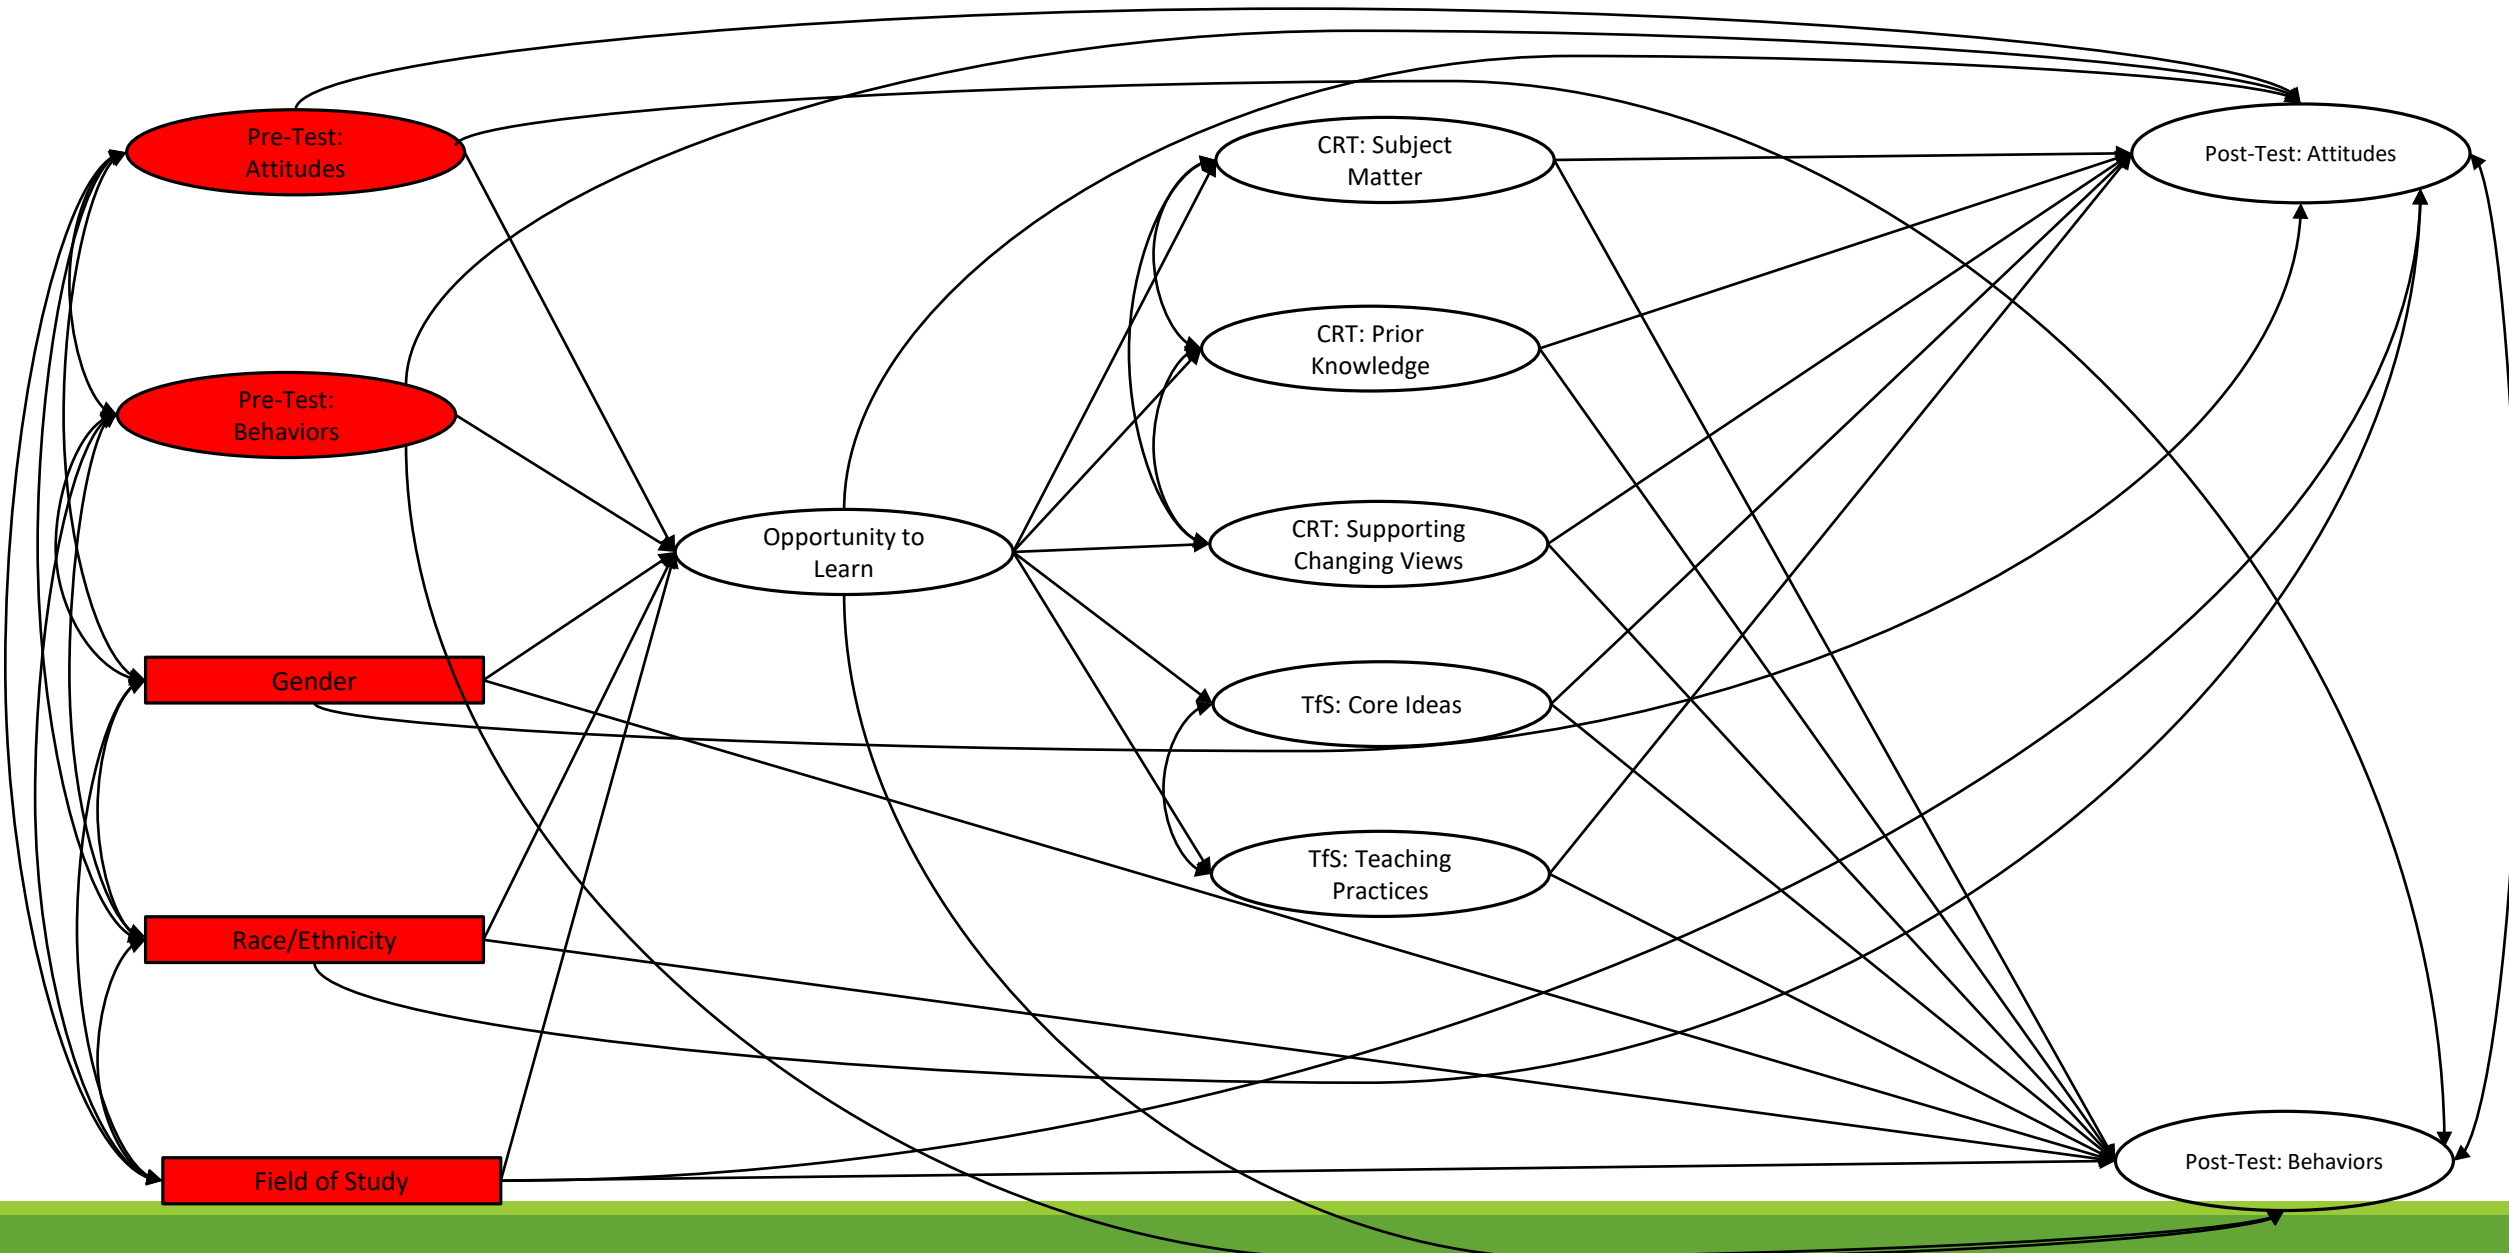 Pre-Test:
Attitudes
Pre-Test:
Behaviors
Gender
Race/Ethnicity
Field of Study
Opportunity to
Learn
CRT: Subject
Matter
CRT: Prior
Knowledge
CRT: Supporting
Changing Views
TfS: Core Ideas
TfS: Teaching
Practices
Post-Test: Attitudes
Post-Test: Behaviors